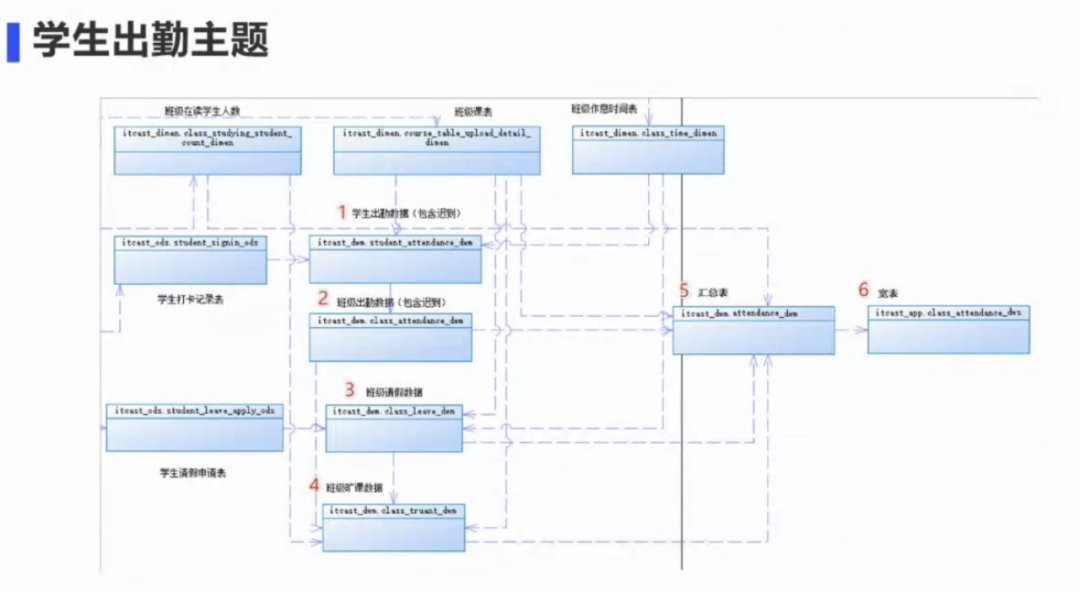 学生出勤主题
班级在读学生人数
班级课表
班级作息时间表
itcast_dimen.class_studying_student_
count_dimen
itcast_dimen.course_table_upload_detail_
dimen
itcast_dimen.class_time_dimen
1 学生出勤数据（包含迟到）
itcast_ods.student_signin_ods
itcast_dwm.student_attendance_dwm
学生打卡记录表
2 班级出勤数据（包含迟到）
itcast_dwm.class_attendance_dwm
5 汇总表
itcast_dwm.attendance_dwm
6 宽表
itcast_app.class_attendance_dws
3 班级请假数据
itcast_ods.student_leave_apply_ods
itcast_dwm.class_leave_dwm
学生请假申请表
4 班级旷课数据
itcast_dwm.class_truant_dwm